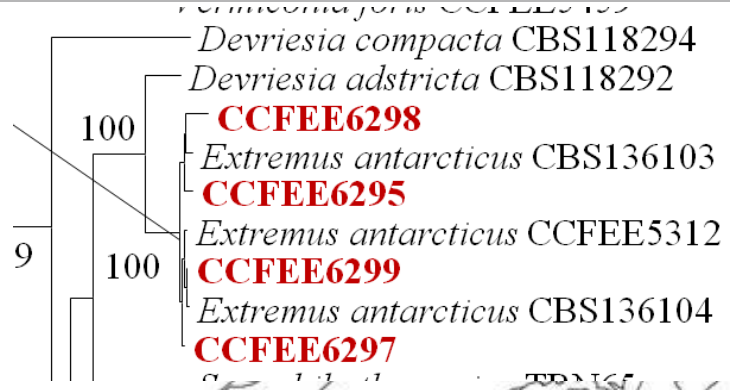 Devriesia compacta CBS118294
Devriesia adstricta CBS118292
CCFEE6298
100
Extremus antarcticus CBS136103
CCFEE6295
Extremus antarcticus CCFEE5312
9
100
CCFEE6299
Extremus antarcticus CBS136104
CCFEE6297